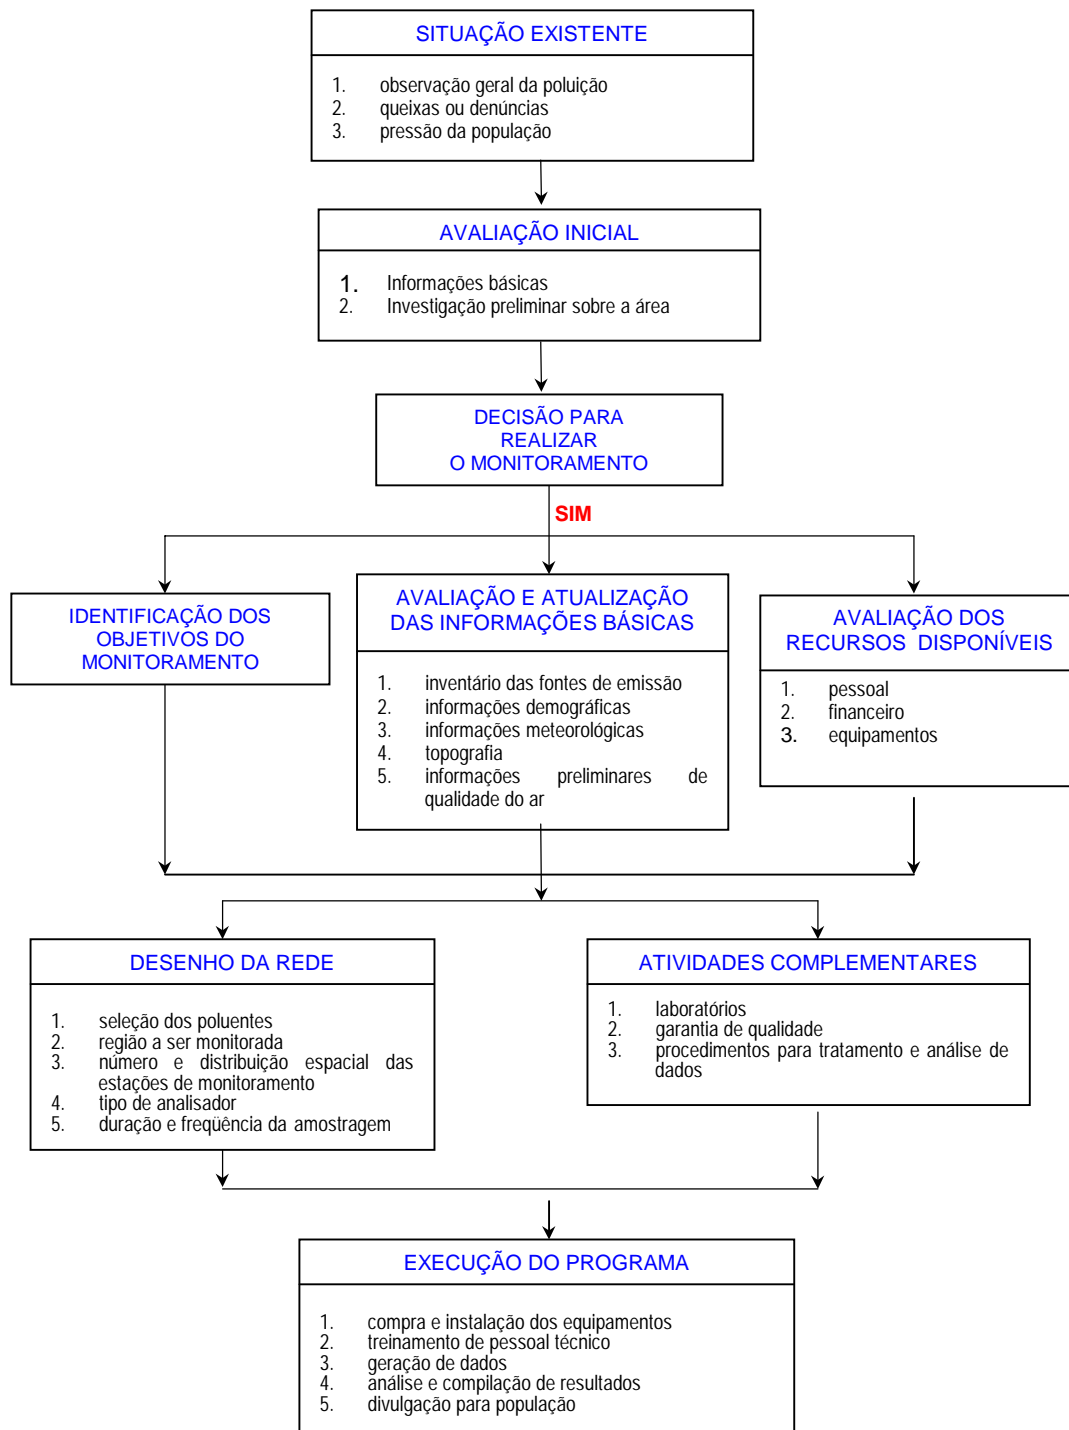 SITUAÇÃO EXISTENTE
1. observação geral da poluição
2. queixas ou denúncias
3. pressão da população
AVALIAÇÃO INICIAL
1. Informações básicas
2. Investigação preliminar sobre a área
DECISÃO PARA
REALIZAR
O MONITORAMENTO
SIM
IDENTIFICAÇÃO DOS
OBJETIVOS DO
MONITORAMENTO
AVALIAÇÃO E ATUALIZAÇÃO
DAS INFORMAÇÕES BÁSICAS
1. inventário das fontes de emissão
2. informações demográficas
3. informações meteorológicas
4. topografia
5. informações preliminares de
qualidade do ar
AVALIAÇÃO DOS
RECURSOS DISPONÍVEIS
1. pessoal
2. financeiro
3. equipamentos
DESENHO DA REDE
1. seleção dos poluentes
2. região a ser monitorada
3. número e distribuição espacial das
estações de monitoramento
4. tipo de analisador
5. duração e freqüência da amostragem
ATIVIDADES COMPLEMENTARES
1. laboratórios
2. garantia de qualidade
3. procedimentos para tratamento e análise de
dados
EXECUÇÃO DO PROGRAMA
1. compra e instalação dos equipamentos
2. treinamento de pessoal técnico
3. geração de dados
4. análise e compilação de resultados
5. divulgação para população